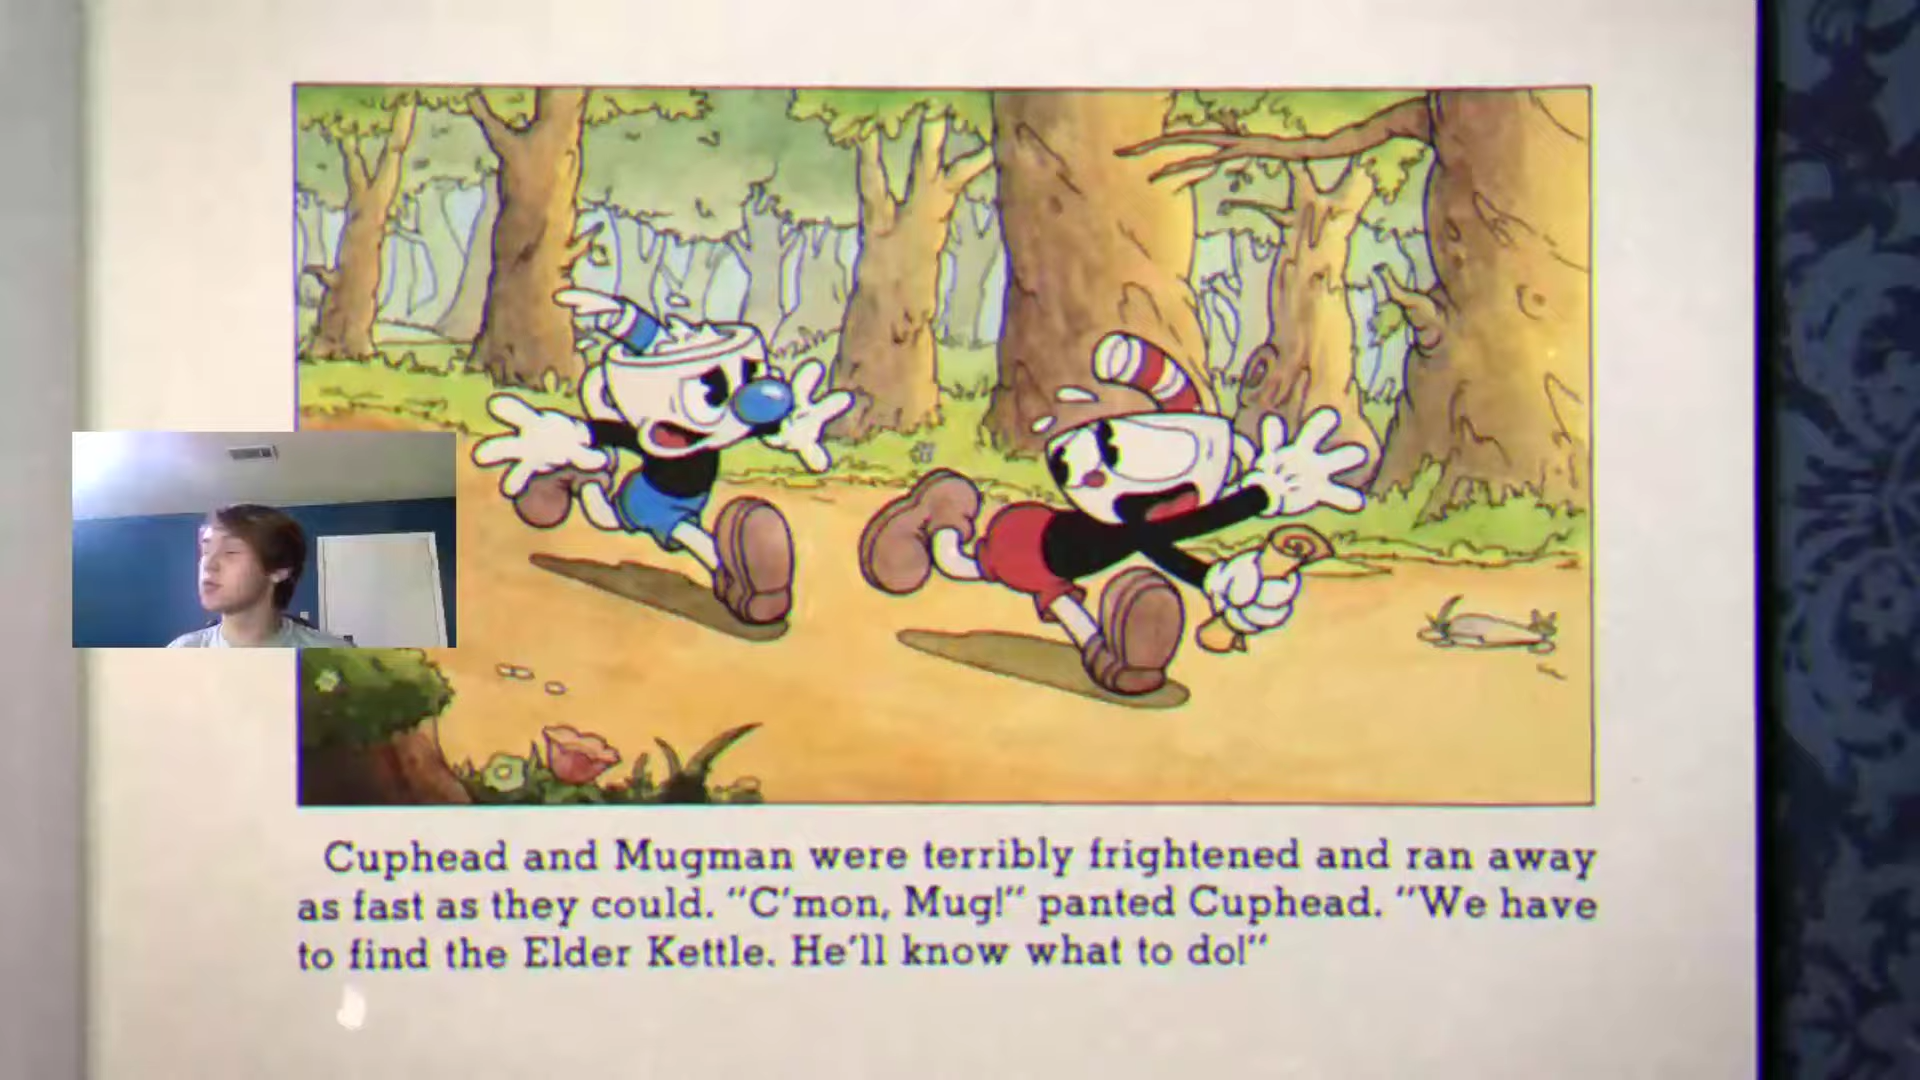 Cuphead and Mugman were terribly frightened and ran away
as fast as they could. "C'mon, Mug!" panted Cuphead. "We have
to find the Elder Kettle. He'll know what to do!"